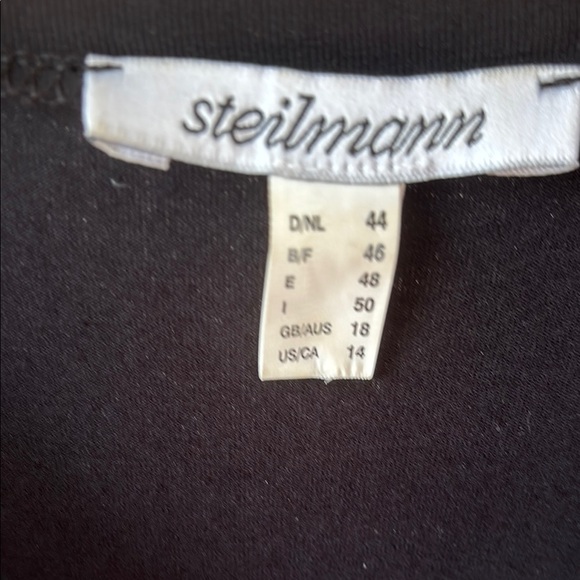 steilmann
D/NL 44
B/F 46
E 48
I 50
GB/AUS 18
US/CA 14